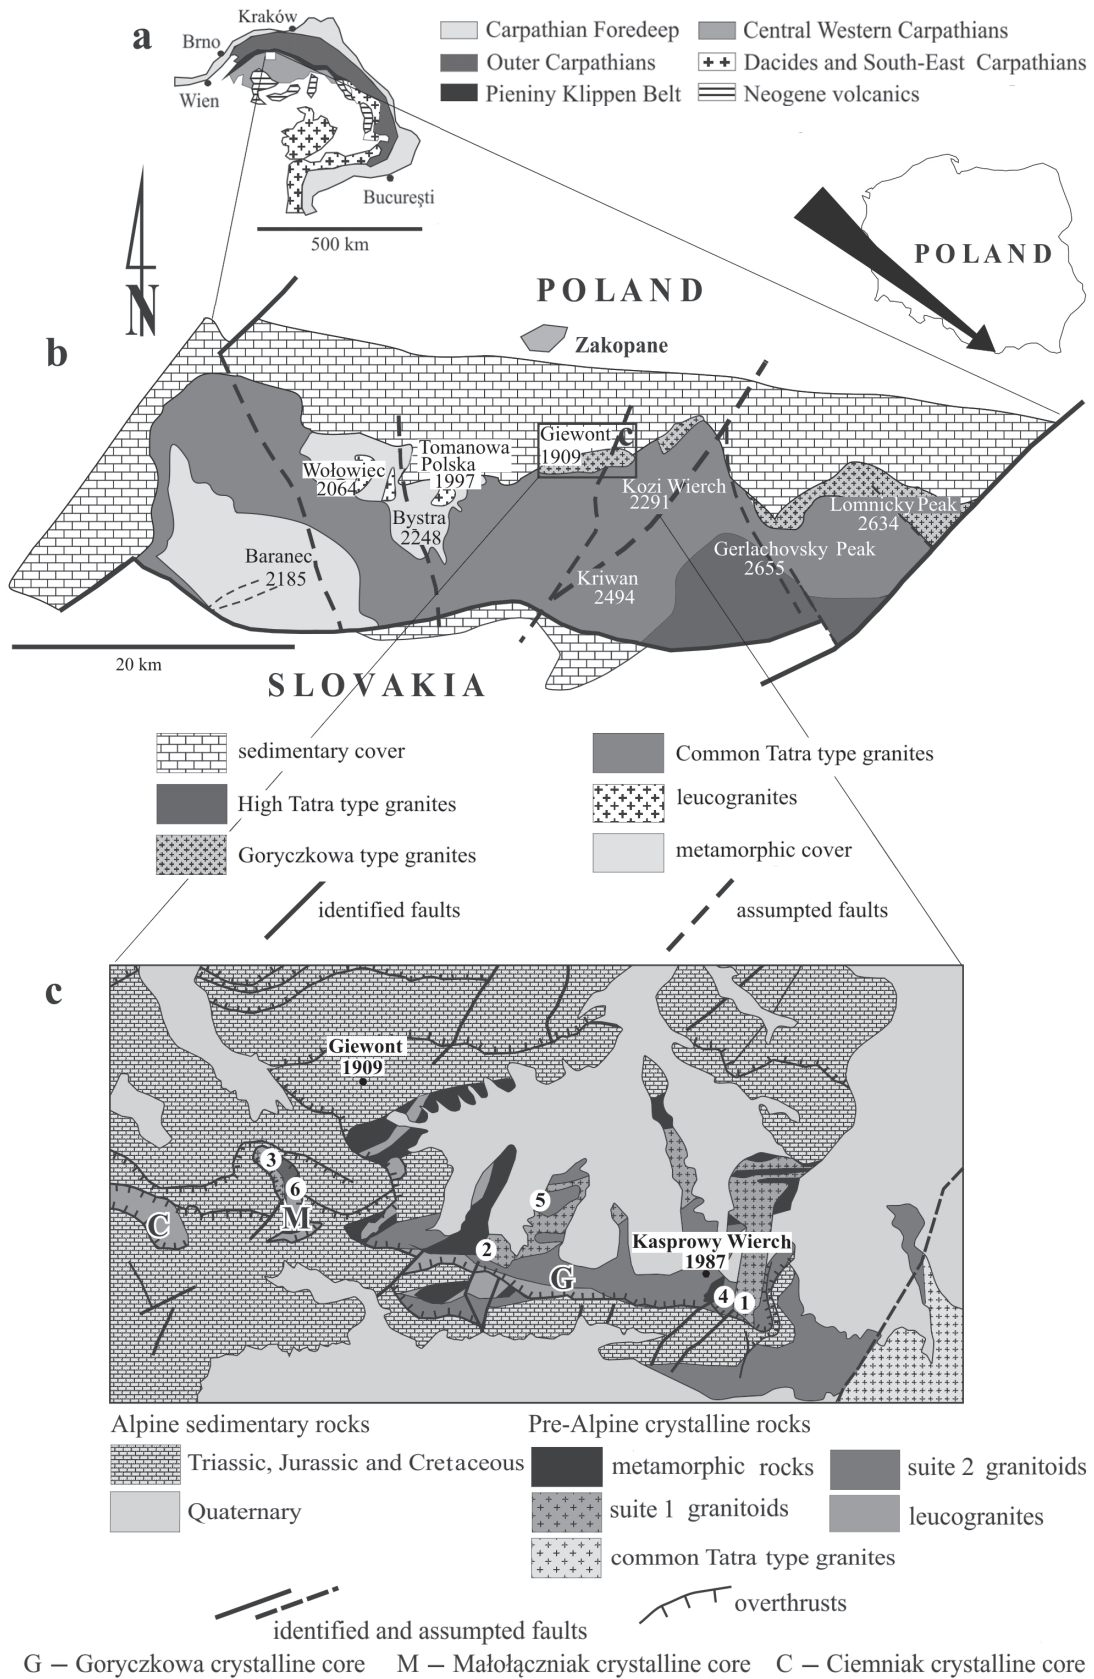 a
Kraków
Brno
Wien
Bucureşti
500 km
Carpathian Foredeep
Central Western Carpathians
Outer Carpathians
Dacides and South-East Carpathians
Pieniny Klippen Belt
Neogene volcanics
N
POLAND
POLAND
b
Zakopane
Giewont
1909
c
Tomanowa
Polska
1997
Wołowiec
2064
Bystra
2248
Kozi Wierch
2291
Lomnicky Peak
2634
Gerlachovsky Peak
2655
Baranec
2185
Kriwan
2494
20 km
SLOVAKIA
sedimentary cover
Common Tatra type granites
High Tatra type granites
leucogranites
Goryczkowa type granites
metamorphic cover
identified faults
assumpted faults
c
Giewont
1909
3
6
M
C
5
2
G
Kasprowy Wierch
1987
4
1
Alpine sedimentary rocks
Pre-Alpine crystalline rocks
Triassic, Jurassic and Cretaceous
metamorphic rocks
suite 2 granitoids
Quaternary
suite 1 granitoids
leucogranites
common Tatra type granites
identified and assumpted faults
overthrusts
G – Goryczkowa crystalline core M – Małołączniak crystalline core C – Ciemniak crystalline core